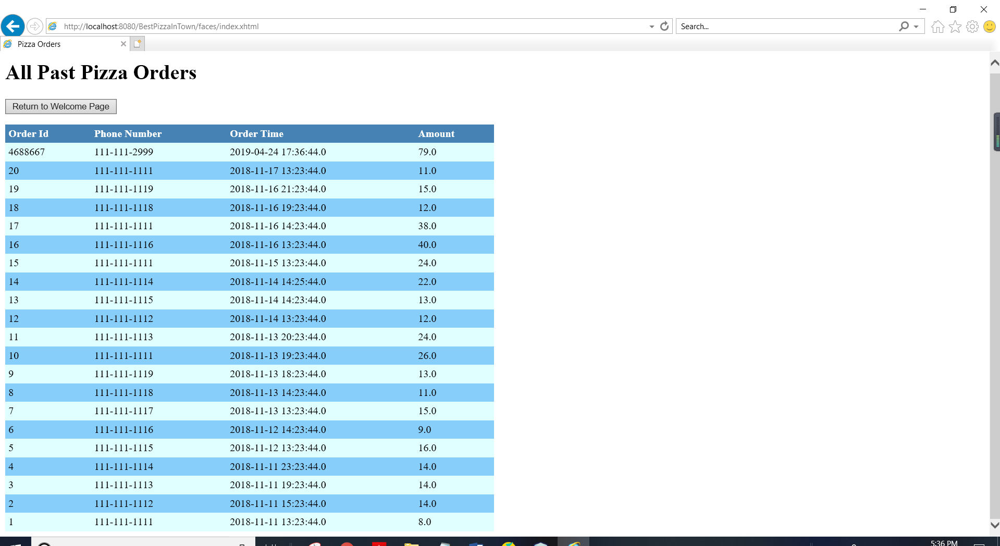 http://localhost:8080/BestPizzaInTown/faces/index.xhtml
Search...
Pizza Orders
All Past Pizza Orders
Return to Welcome Page
Order Id Phone Number Order Time Amount
4688667 111-111-2999 2019-04-24 17:36:44.0 79.0
20 111-111-1111 2018-11-17 13:23:44.0 11.0
19 111-111-1119 2018-11-16 21:23:44.0 15.0
18 111-111-1118 2018-11-16 19:23:44.0 12.0
17 111-111-1111 2018-11-16 14:23:44.0 38.0
16 111-111-1116 2018-11-16 13:23:44.0 40.0
15 111-111-1111 2018-11-15 13:23:44.0 24.0
14 111-111-1114 2018-11-14 14:25:44.0 22.0
13 111-111-1115 2018-11-14 14:23:44.0 13.0
12 111-111-1112 2018-11-14 13:23:44.0 12.0
11 111-111-1113 2018-11-13 20:23:44.0 24.0
10 111-111-1111 2018-11-13 19:23:44.0 26.0
9 111-111-1119 2018-11-13 18:23:44.0 13.0
8 111-111-1118 2018-11-13 14:23:44.0 11.0
7 111-111-1117 2018-11-13 13:23:44.0 15.0
6 111-111-1116 2018-11-12 14:23:44.0 9.0
5 111-111-1115 2018-11-12 13:23:44.0 16.0
4 111-111-1114 2018-11-11 23:23:44.0 14.0
3 111-111-1113 2018-11-11 19:23:44.0 14.0
2 111-111-1112 2018-11-11 15:23:44.0 14.0
1 111-111-1111 2018-11-11 13:23:44.0 8.0
5:36 PM